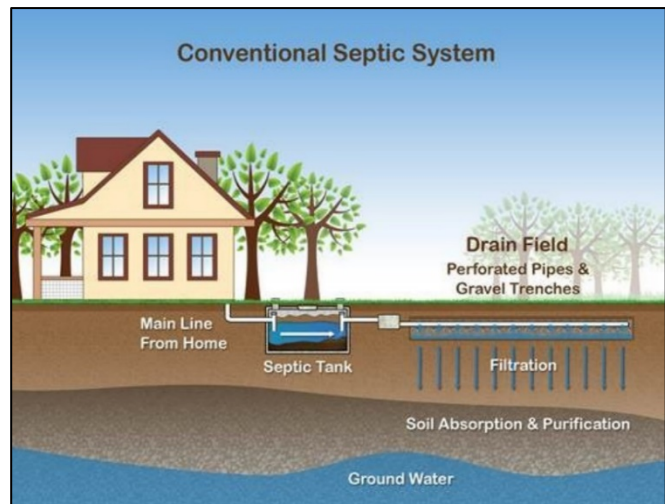 Conventional Septic System
Drain Field
Perforated Pipes &
Gravel Trenches
Main Line
From Home
Septic Tank
Filtration
Soil Absorption & Purification
Ground Water